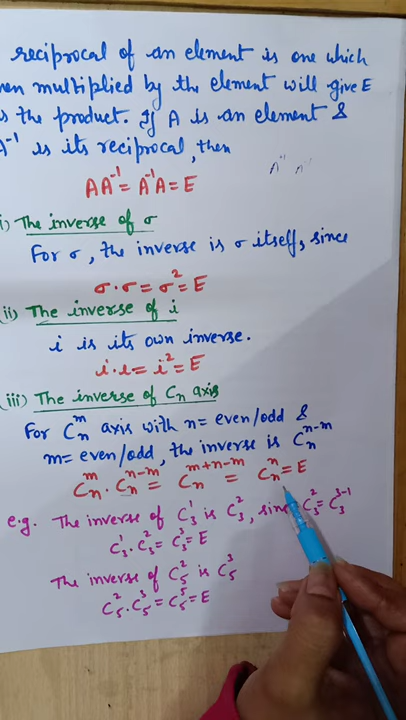 reciprocal of an element is one which
en multiplied by the element will give E
s the product. If A is an element &
A⁻¹ is its reciprocal, then
A⁻¹ A⁻¹
AA⁻¹ = A⁻¹A = E
i) The inverse of σ
For σ, the inverse is σ itself, since
σ·σ = σ² = E
(ii) The inverse of i
i is its own inverse.
i·i = i² = E
(iii) The inverse of Cₙ axis
For Cₙᵐ axis with n = even/odd &
m = even/odd, the inverse is Cₙⁿ⁻ᵐ
Cₙᵐ · Cₙⁿ⁻ᵐ = Cₙᵐ⁺ⁿ⁻ᵐ = Cₙⁿ = E
e.g. The inverse of C₃¹ is C₃², since C₃² = C₃³⁻¹
C₃¹·C₃² = C₃³ = E
The inverse of C₅² is C₅³
C₅²·C₅³ = C₅⁵ = E